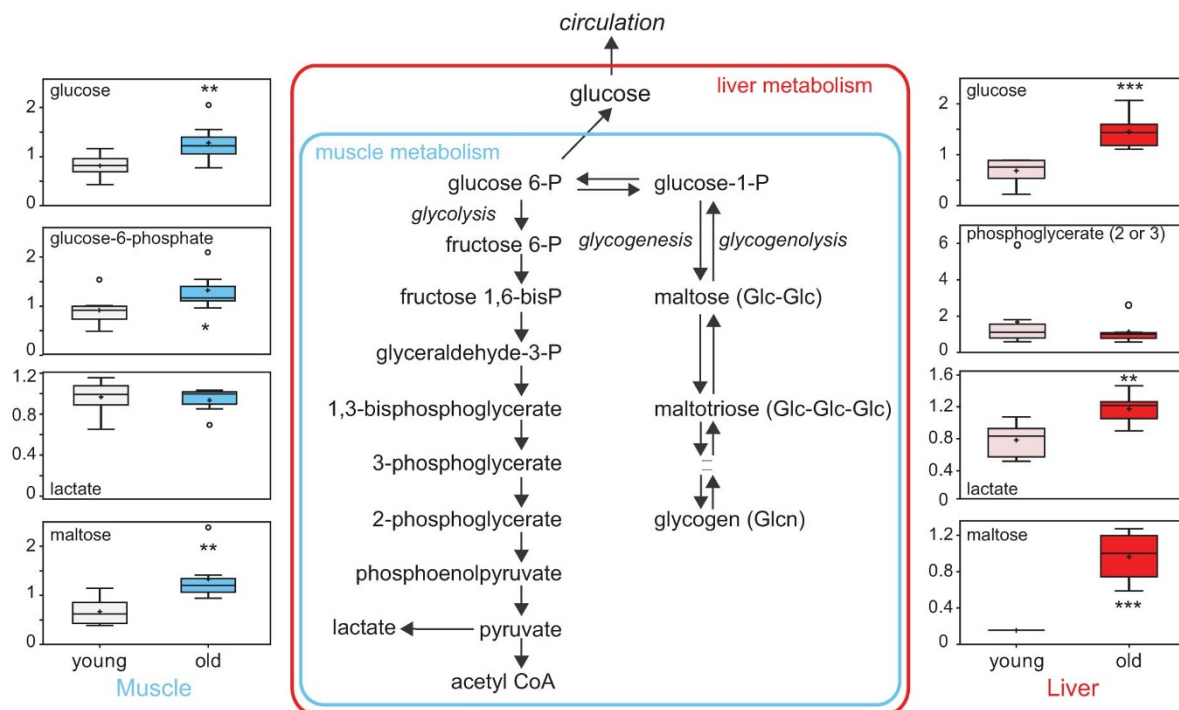 circulation
liver metabolism
glucose
muscle metabolism
glucose 6-P
glucose-1-P
glycolysis
glycogenesis
glycogenolysis
fructose 6-P
fructose 1,6-bisP
maltose (Glc-Glc)
glyceraldehyde-3-P
1,3-bisphosphoglycerate
maltotriose (Glc-Glc-Glc)
3-phosphoglycerate
2-phosphoglycerate
glycogen (Glcn)
phosphoenolpyruvate
lactate
pyruvate
acetyl CoA
glucose
**
2
1
0
glucose-6-phosphate
2
1
*
0
1.2
0.8
0.4
0
lactate
maltose
**
2
1
0
young old
Muscle
glucose
***
2
1
0
phosphoglycerate (2 or 3)
6
4
2
0
1.6
**
1.2
0.8
0.4
0
lactate
maltose
1.2
0.8
0.4
***
0
young old
Liver